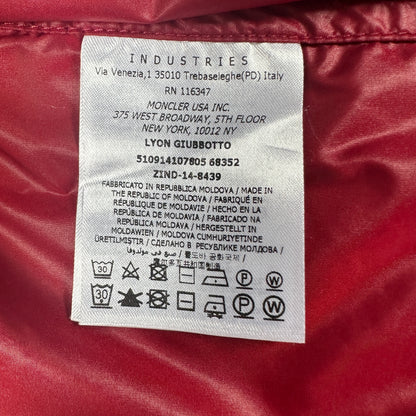 INDUSTRIES
Via Venezia,1 35010 Trebaseleghe(PD) Italy
RN 116347
MONCLER USA INC.
375 WEST BROADWAY, 5TH FLOOR
NEW YORK, 10012 NY
LYON GIUBBOTTO
510914107805 68352
ZIND-14-8439
FABBRICATO IN REPUBBLICA MOLDOVA / MADE IN
THE REPUBLIC OF MOLDOVA / FABRIQUÉ EN
RÉPUBLIQUE DE MOLDAVIE / HECHO EN LA
REPÚBLICA DE MOLDAVIA / FABRICADO NA
REPÚBLICA MOLDOVA / HERGESTELLT IN
MOLDAWIEN / MOLDOVA CUMHURIYETINDE
ÜRETILMIŞTIR / СДЕЛАНО В РЕСПУБЛИКЕ МОЛДОВА /
30 P W
30 P W